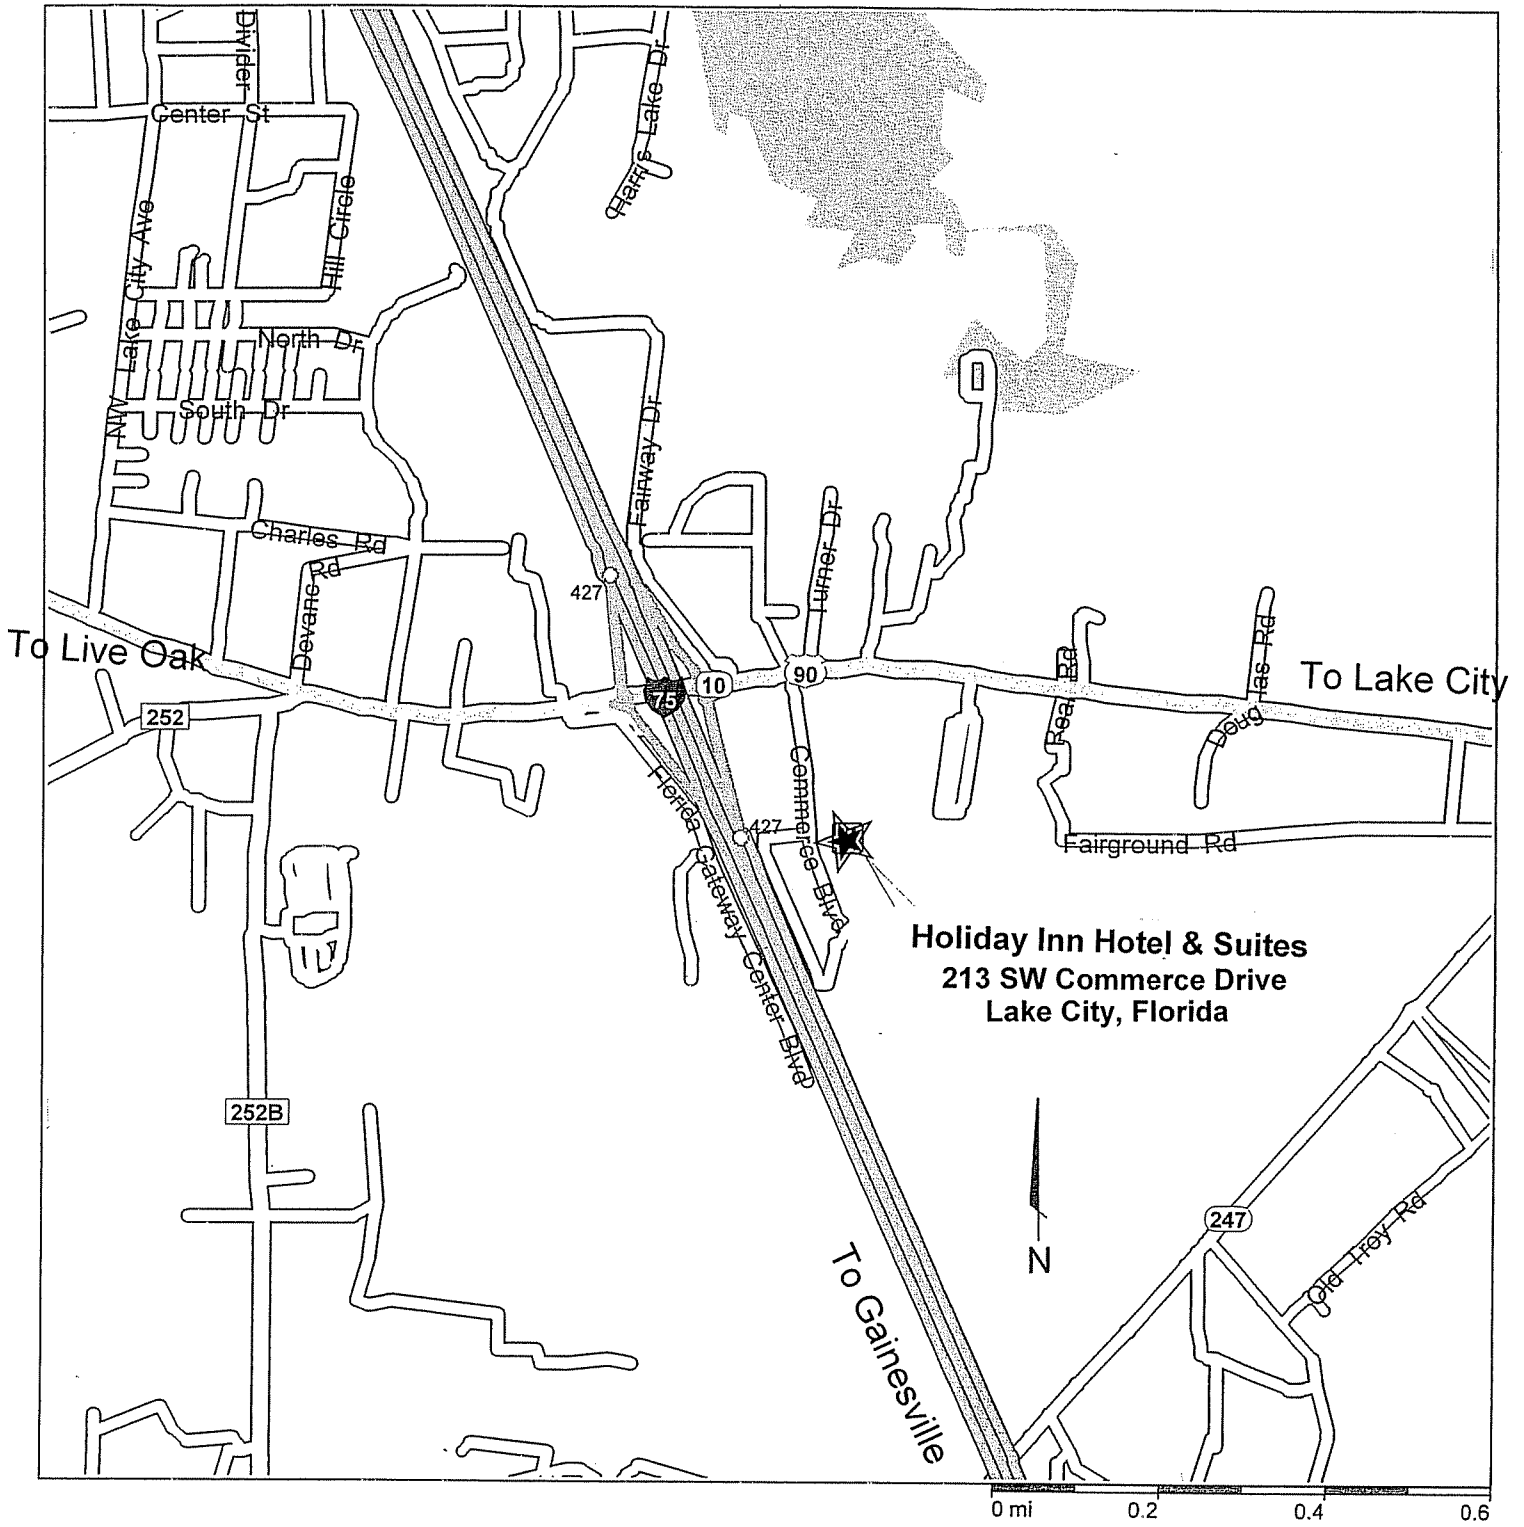 Divider
Center St
Harris Lake Dr
Hill Circle
NW Lake City Ave
North Dr
South Dr
Fairway Dr
Charles Rd
Turner Dr
427
Devane Rd
To Live Oak
90
10
75
252
Real Rd
Douglas Rd
To Lake City
Florida Gateway Center Blvd
Commerce Blvd
427
Fairground Rd
Holiday Inn Hotel & Suites
213 SW Commerce Drive
Lake City, Florida
252B
N
247
Old Troy Rd
To Gainesville
0 mi 0.2 0.4 0.6